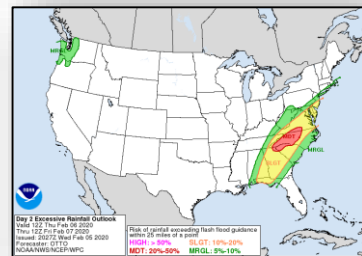 MRGL
MRGL
MDT
SLGT
NOAA
Day 2 Excessive Rainfall Outlook
Valid 12Z Thu Feb 06 2020
Thru 12Z Fri Feb 07 2020
Issued: 2027Z Wed Feb 05 2020
Forecaster: OTTO
NOAA/NWS/NCEP/WPC
Risk of rainfall exceeding flash flood guidance
within 25 miles of a point
HIGH: > 50% SLGT: 10%-20%
MDT: 20%-50% MRGL: 5%-10%